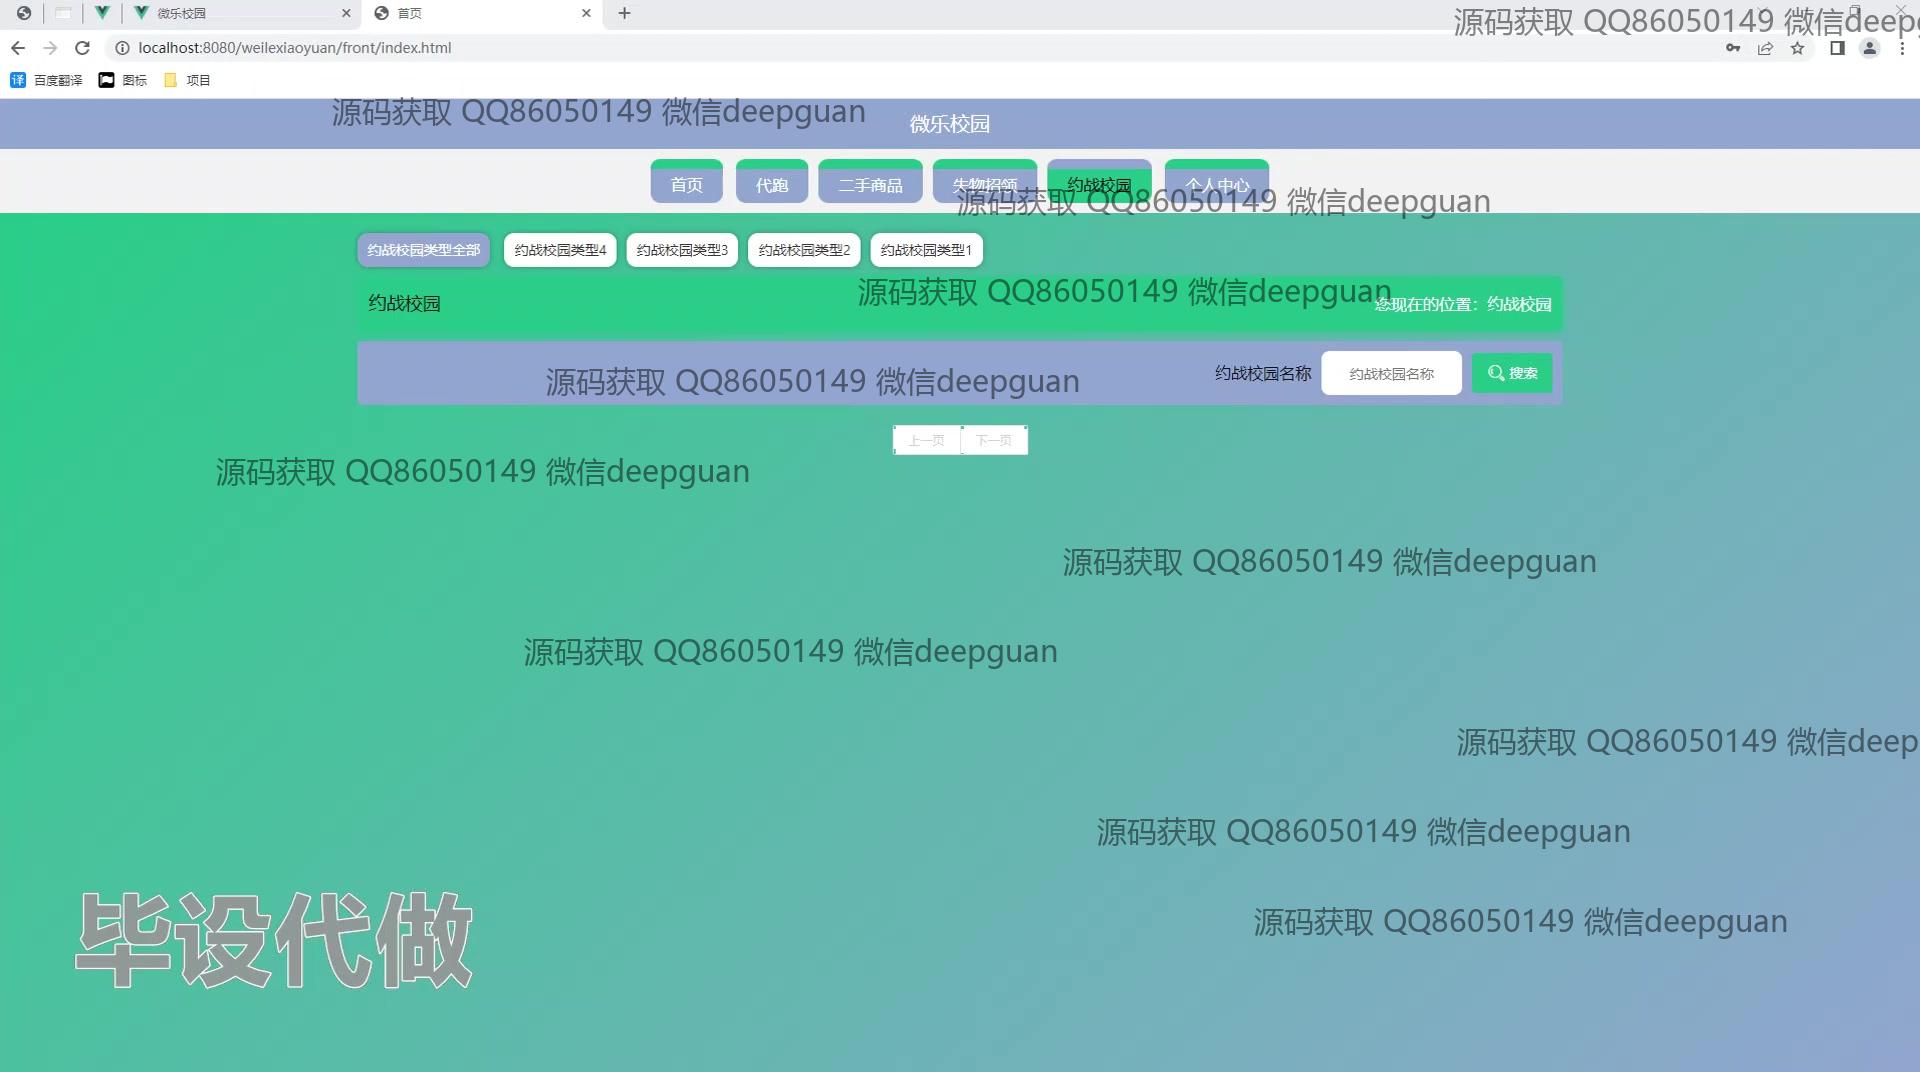 微乐校园
首页
源码获取 QQ86050149 微信deepg
localhost:8080/weilexiaoyuan/front/index.html
译 百度翻译 图标 项目
源码获取 QQ86050149 微信deepguan
微乐校园
首页 代跑 二手商品 失物招领 约战校园 个人中心
源码获取 QQ86050149 微信deepguan
约战校园类型全部 约战校园类型4 约战校园类型3 约战校园类型2 约战校园类型1
源码获取 QQ86050149 微信deepguan
约战校园 您现在的位置：约战校园
源码获取 QQ86050149 微信deepguan
约战校园名称 约战校园名称 搜索
上一页 下一页
源码获取 QQ86050149 微信deepguan
源码获取 QQ86050149 微信deepguan
源码获取 QQ86050149 微信deepguan
源码获取 QQ86050149 微信deep
源码获取 QQ86050149 微信deepguan
源码获取 QQ86050149 微信deepguan
毕设代做